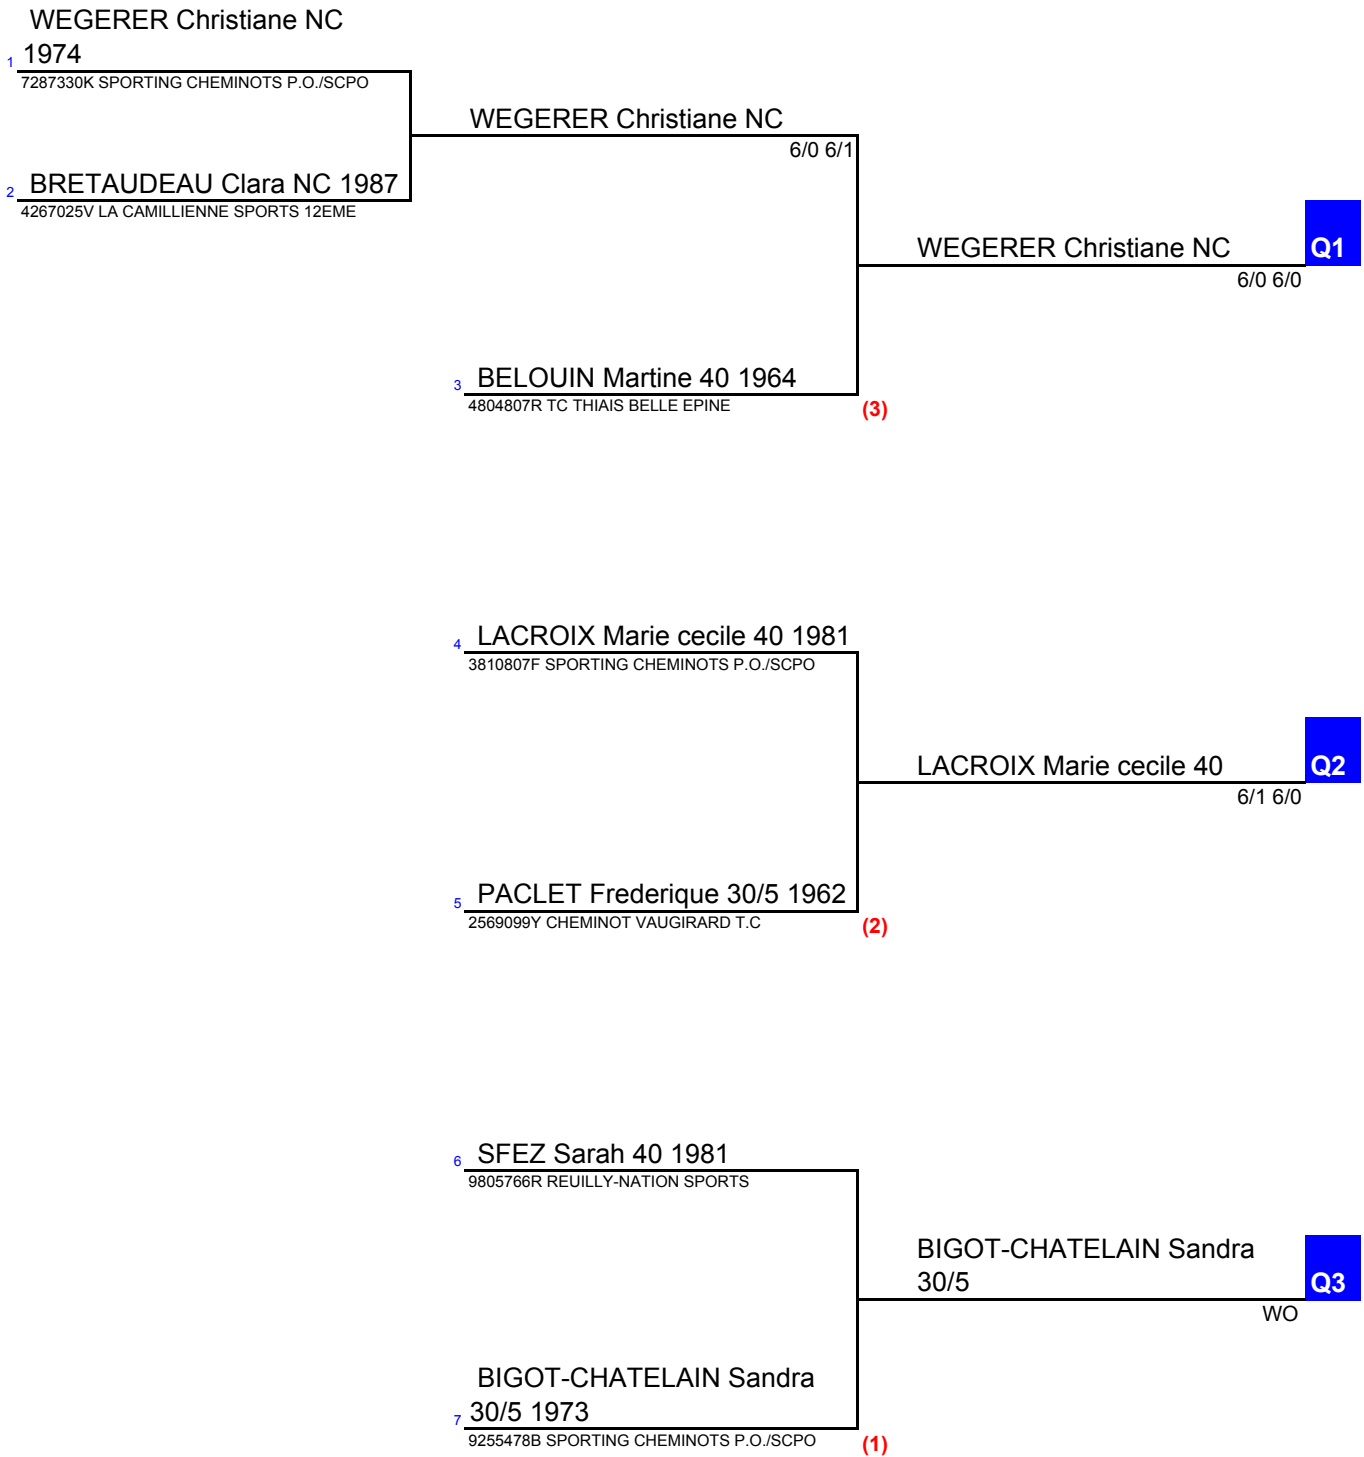 WEGERER Christiane NC
1 1974
7287330K SPORTING CHEMINOTS P.O./SCPO
WEGERER Christiane NC
6/0 6/1
2 BRETAUDEAU Clara NC 1987
4267025V LA CAMILLIENNE SPORTS 12EME
WEGERER Christiane NC Q1
6/0 6/0
3 BELOUIN Martine 40 1964
4804807R TC THIAIS BELLE EPINE (3)
4 LACROIX Marie cecile 40 1981
3810807F SPORTING CHEMINOTS P.O./SCPO
LACROIX Marie cecile 40 Q2
6/1 6/0
5 PACLET Frederique 30/5 1962
2569099Y CHEMINOT VAUGIRARD T.C (2)
6 SFEZ Sarah 40 1981
9805766R REUILLY-NATION SPORTS
BIGOT-CHATELAIN Sandra
30/5 Q3
WO
BIGOT-CHATELAIN Sandra
7 30/5 1973
9255478B SPORTING CHEMINOTS P.O./SCPO (1)